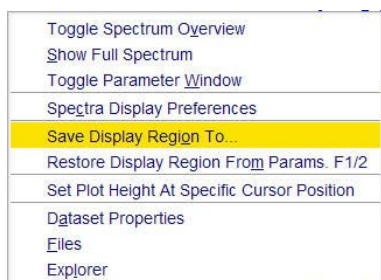 Toggle Spectrum Overview
Show Full Spectrum
Toggle Parameter Window
Spectra Display Preferences
Save Display Region To...
Restore Display Region From Params. F1/2
Set Plot Height At Specific Cursor Position
Dataset Properties
Files
Explorer